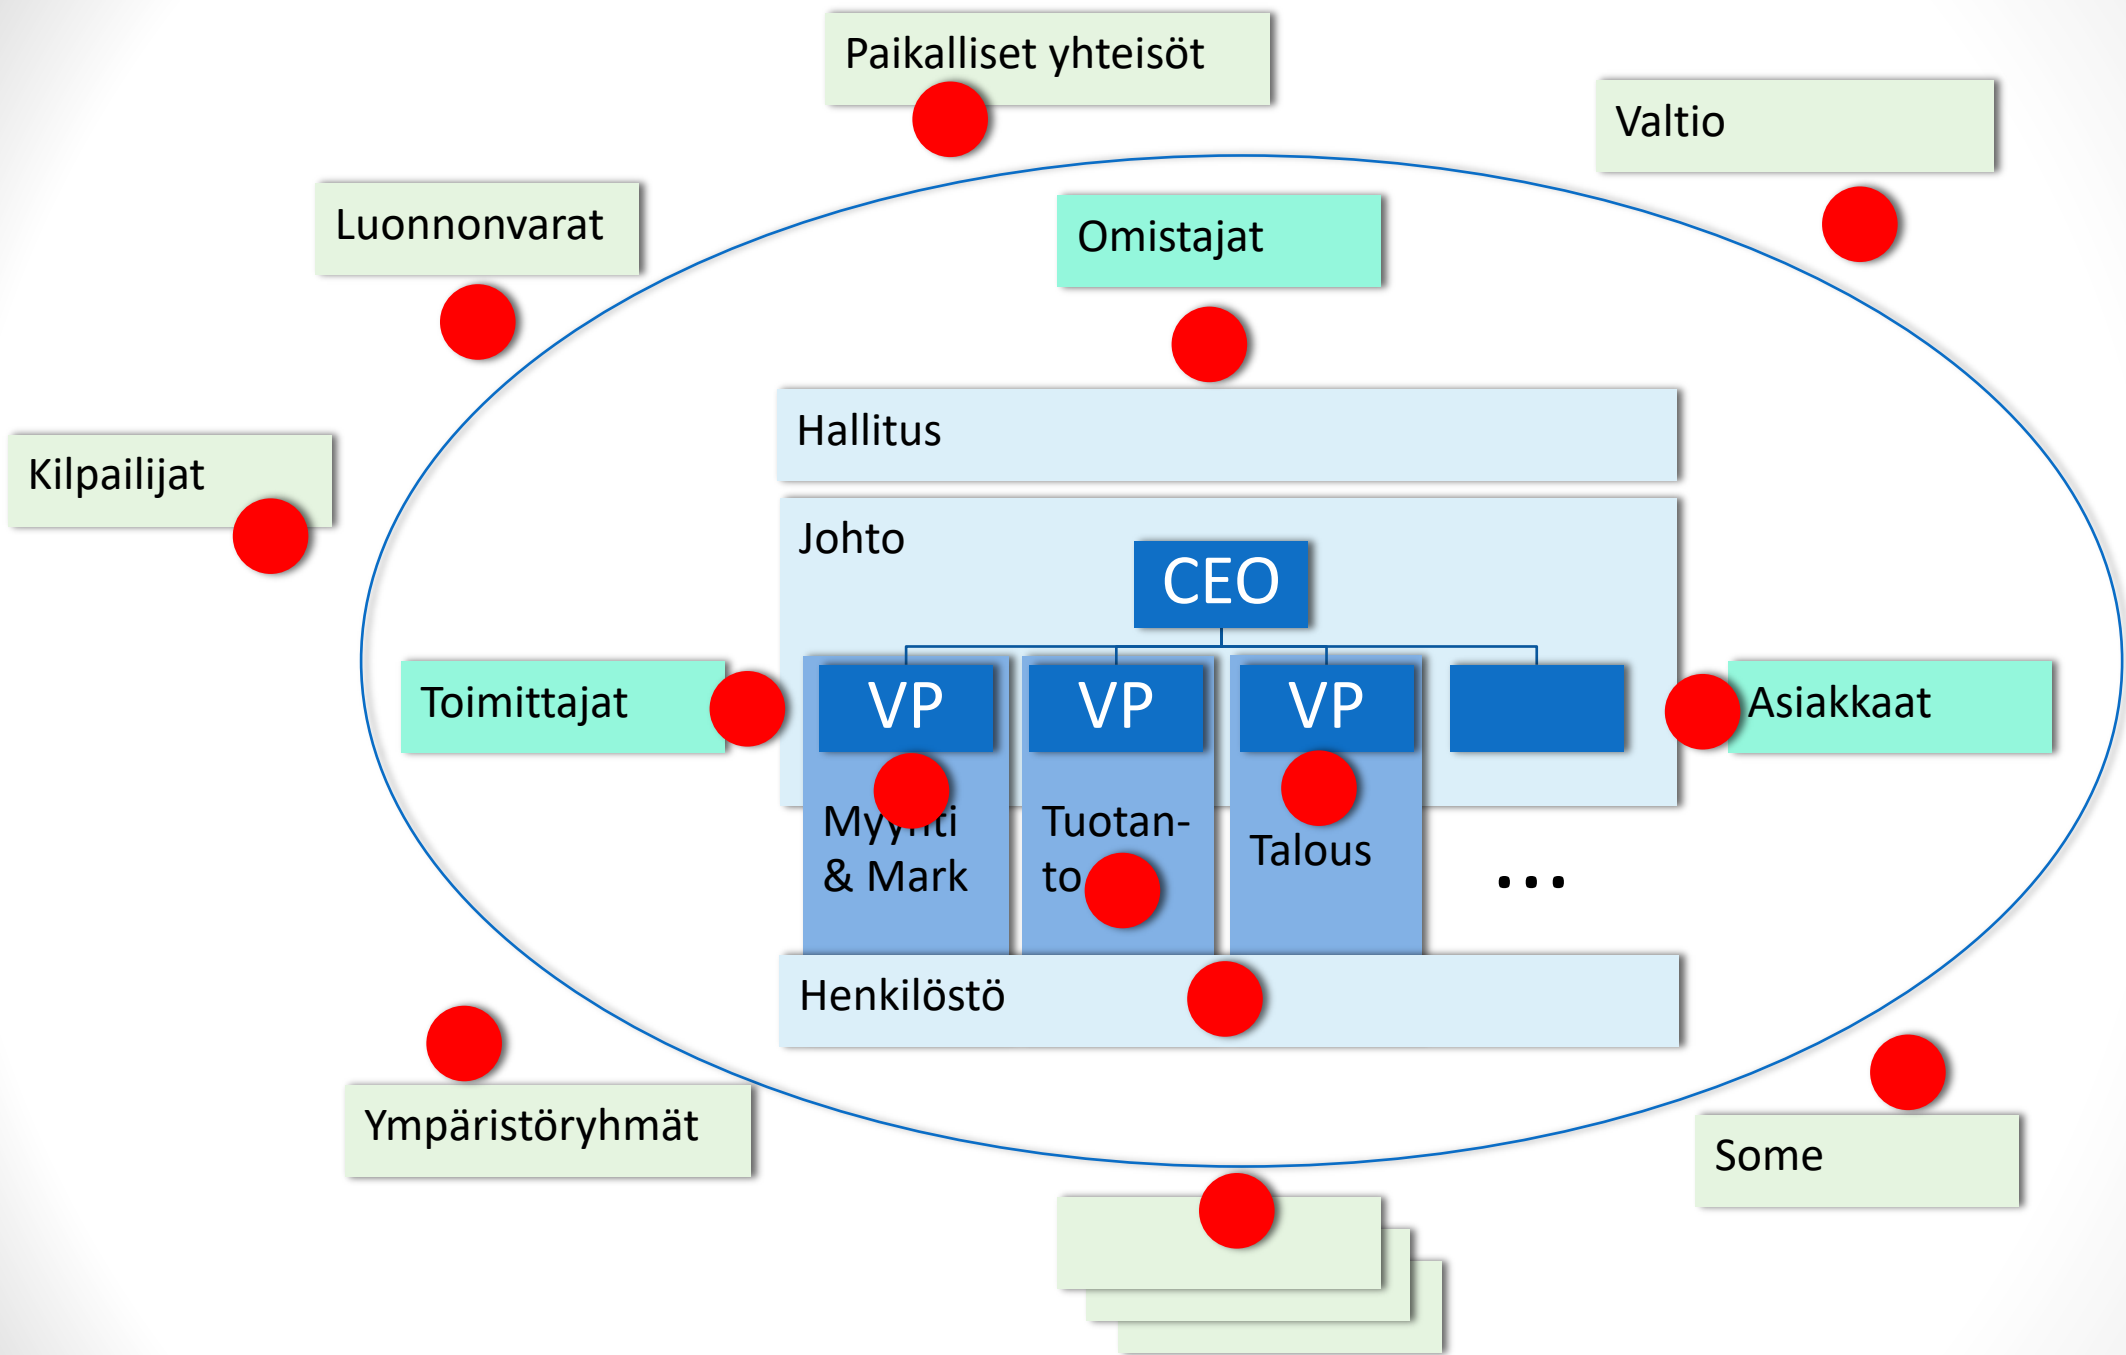 Paikalliset yhteisöt
Valtio
Luonnonvarat
Omistajat
Hallitus
Kilpailijat
Johto
CEO
Toimittajat
VP
VP
VP
Asiakkaat
Myynti
& Mark
Tuotan-
to
Talous
...
Henkilöstö
Ympäristöryhmät
Some